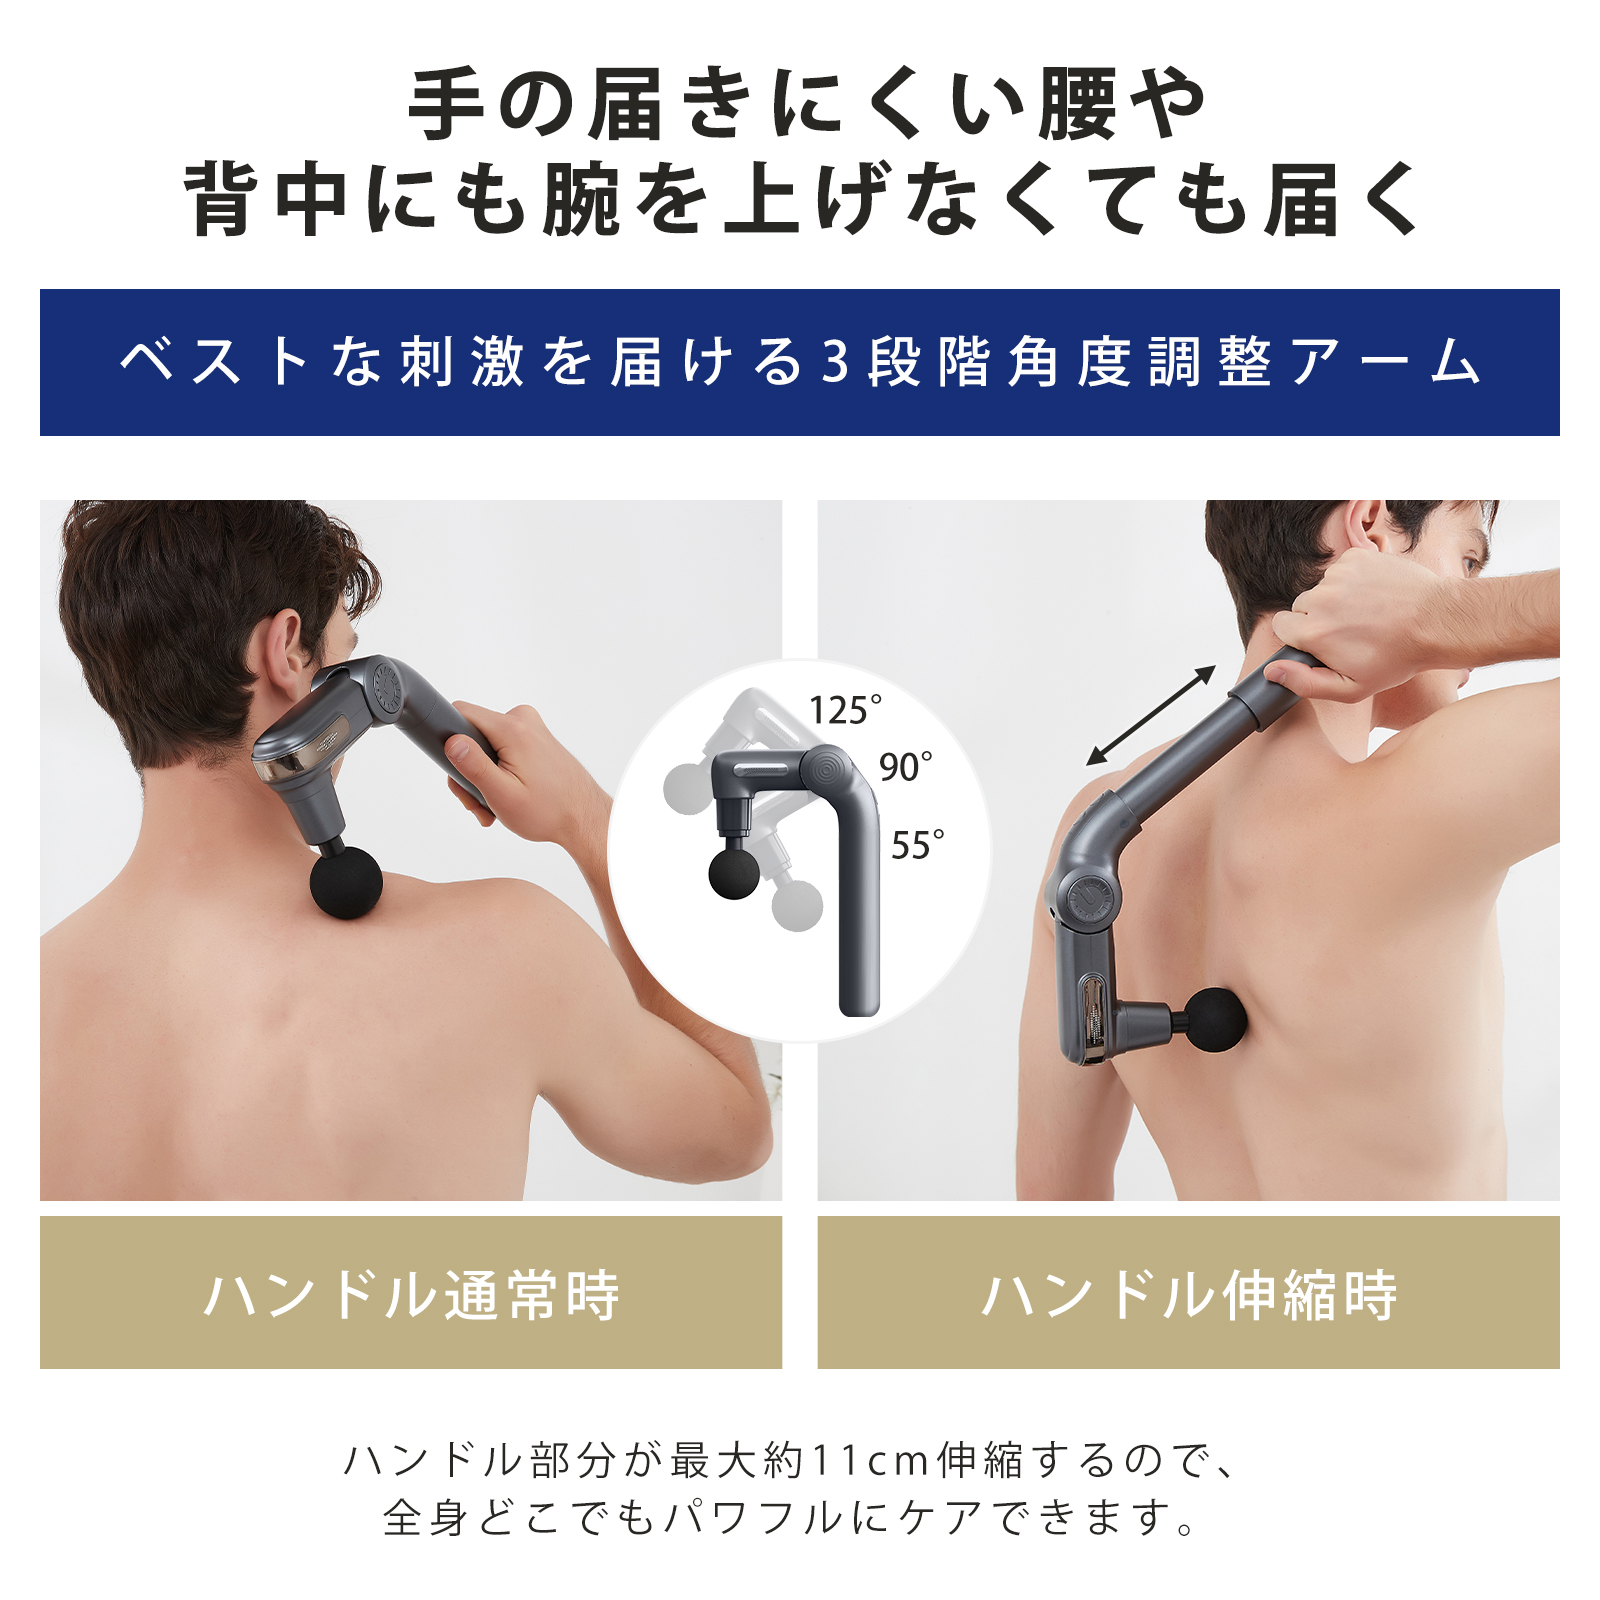 手の届きにくい腰や
背中にも腕を上げなくても届く
ベストな刺激を届ける3段階角度調整アーム
125°
90°
55°
ハンドル通常時
ハンドル伸縮時
ハンドル部分が最大約11cm伸縮するので、
全身どこでもパワフルにケアできます。